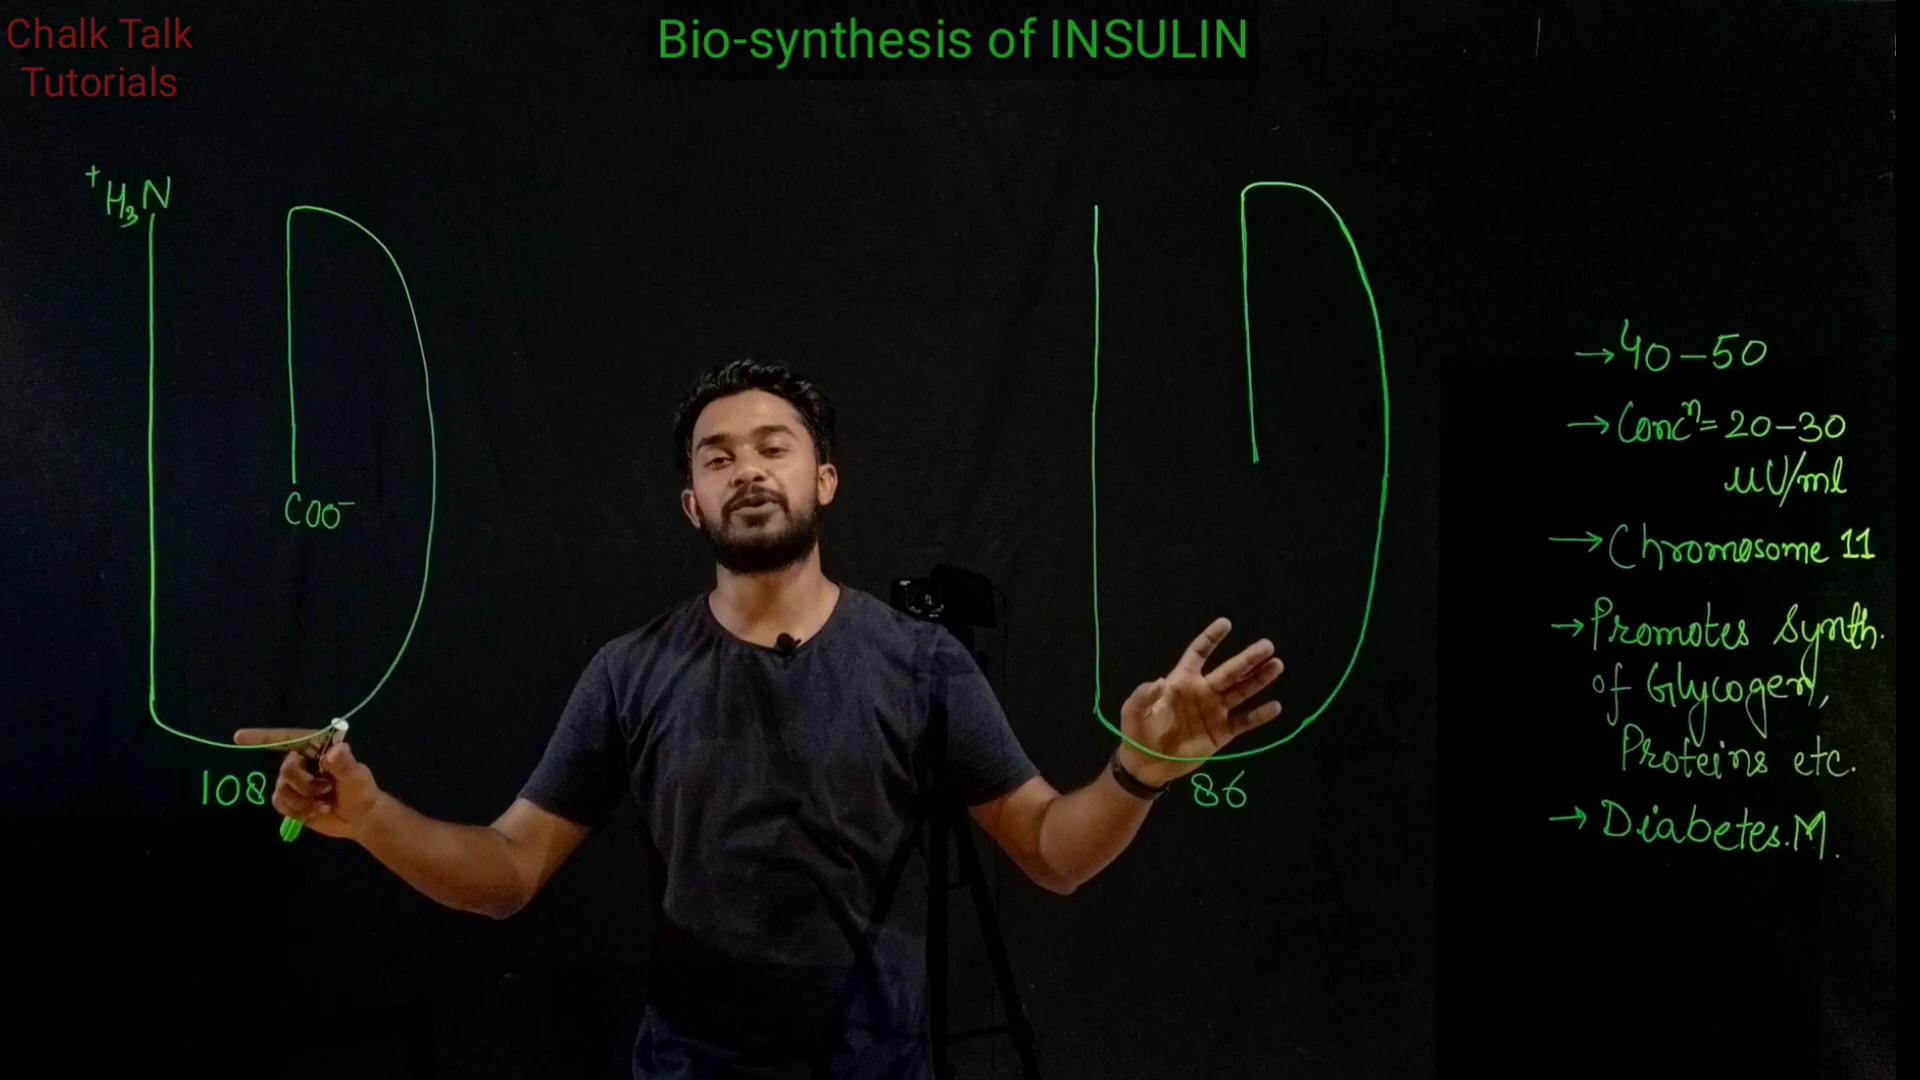 Chalk Talk
Tutorials
Bio-synthesis of INSULIN
+H3N
COO-
108
86
→ 40-50
→ Concn = 20-30
µU/ml
→ Chromosome 11
→ Promotes Synth.
of Glycogen,
Proteins etc.
→ Diabetes.M.